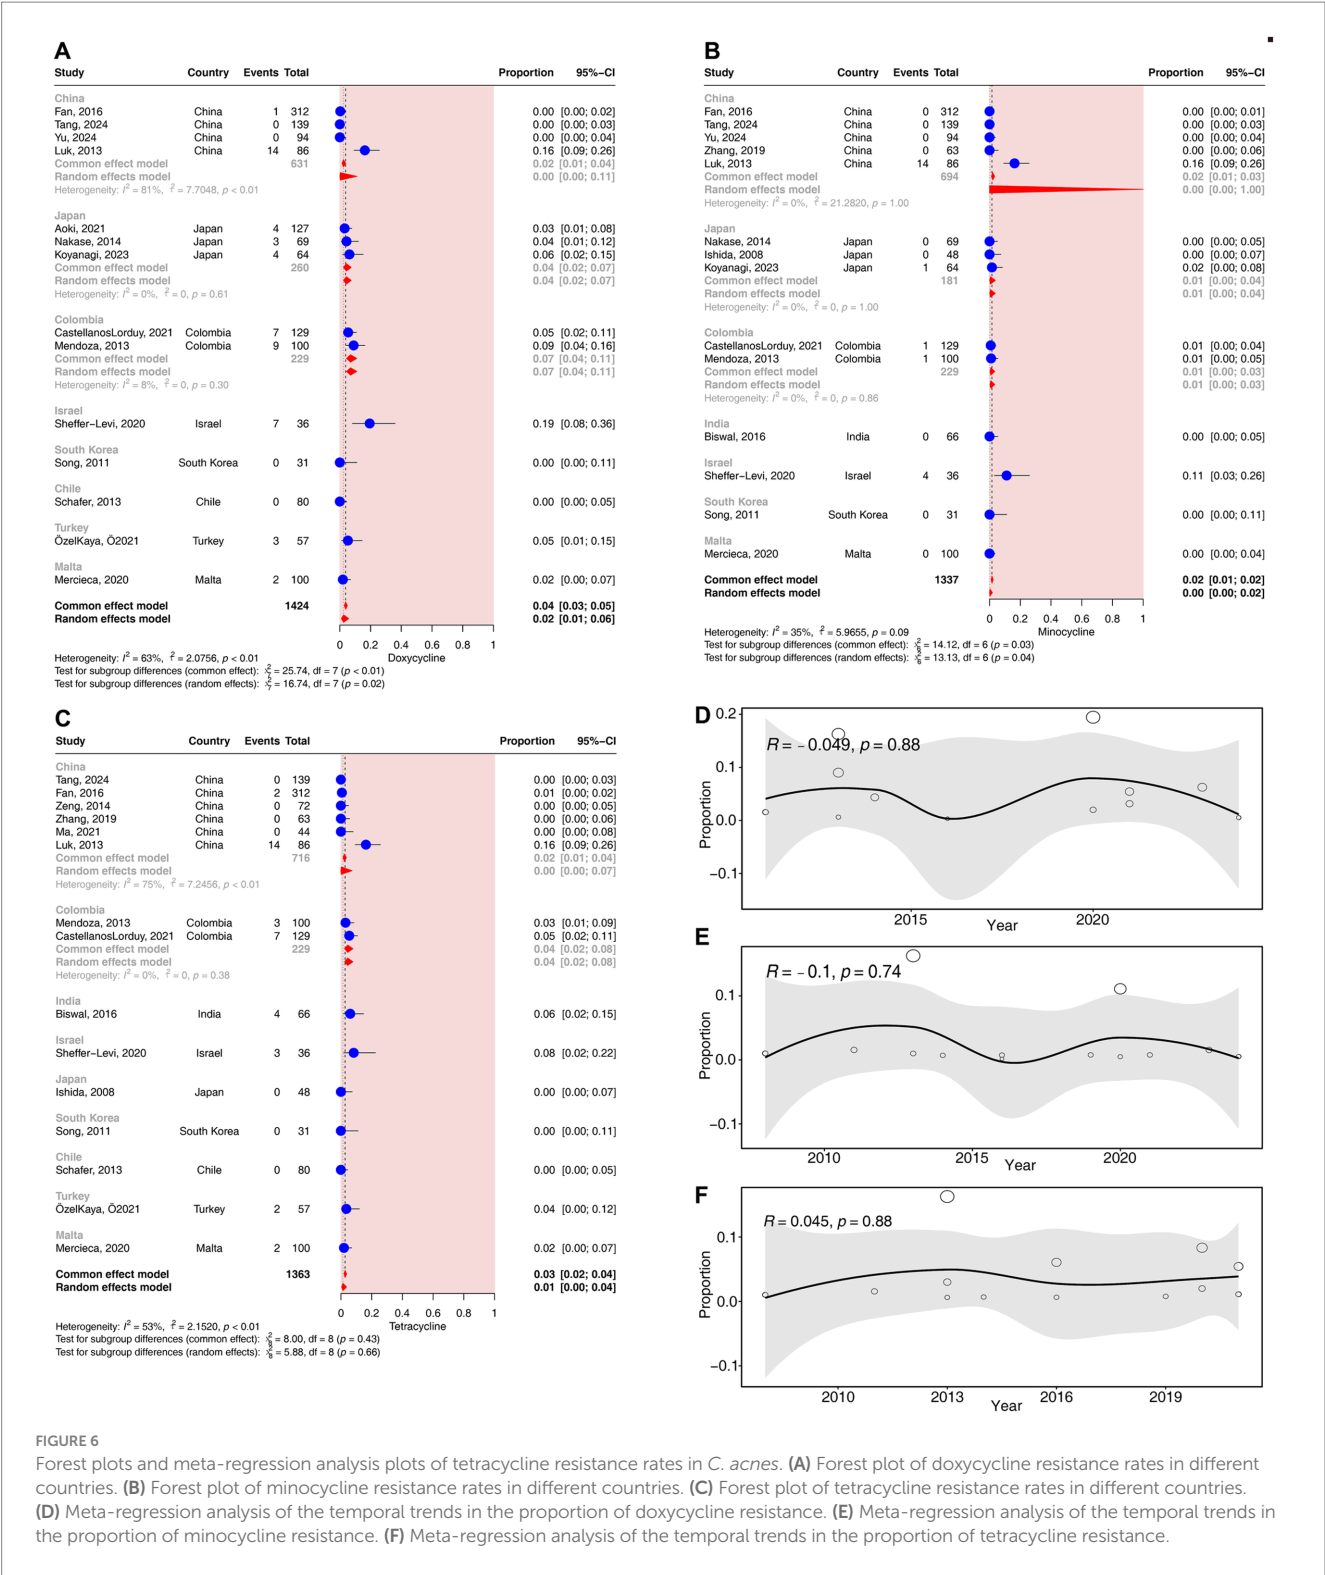 A
Study Country Events Total Proportion 95%−CI
China
Fan, 2016 China 1 312 0.00 [0.00; 0.02]
Tang, 2024 China 0 139 0.00 [0.00; 0.03]
Yu, 2024 China 0 94 0.00 [0.00; 0.04]
Luk, 2013 China 14 86 0.16 [0.09; 0.26]
Common effect model 631 0.02 [0.01; 0.04]
Random effects model 0.00 [0.00; 0.11]
Heterogeneity: I² = 81%, τ² = 7.7048, p < 0.01
Japan
Aoki, 2021 Japan 4 127 0.03 [0.01; 0.08]
Nakase, 2014 Japan 3 69 0.04 [0.01; 0.12]
Koyanagi, 2023 Japan 4 64 0.06 [0.02; 0.15]
Common effect model 260 0.04 [0.02; 0.07]
Random effects model 0.04 [0.02; 0.07]
Heterogeneity: I² = 0%, τ² = 0, p = 0.61
Colombia
CastellanosLorduy, 2021 Colombia 7 129 0.05 [0.02; 0.11]
Mendoza, 2013 Colombia 9 100 0.09 [0.04; 0.16]
Common effect model 229 0.07 [0.04; 0.11]
Random effects model 0.07 [0.04; 0.11]
Heterogeneity: I² = 8%, τ² = 0, p = 0.30
Israel
Sheffer−Levi, 2020 Israel 7 36 0.19 [0.08; 0.36]
South Korea
Song, 2011 South Korea 0 31 0.00 [0.00; 0.11]
Chile
Schafer, 2013 Chile 0 80 0.00 [0.00; 0.05]
Turkey
ÖzelKaya, Ö2021 Turkey 3 57 0.05 [0.01; 0.15]
Malta
Mercieca, 2020 Malta 2 100 0.02 [0.00; 0.07]
Common effect model 1424 0.04 [0.03; 0.05]
Random effects model 0.02 [0.01; 0.06]
0 0.2 0.4 0.6 0.8 1
Doxycycline
Heterogeneity: I² = 63%, τ² = 2.0756, p < 0.01
Test for subgroup differences (common effect): χ²₇ = 25.74, df = 7 (p < 0.01)
Test for subgroup differences (random effects): χ²₇ = 16.74, df = 7 (p = 0.02)
B
Study Country Events Total Proportion 95%−CI
China
Fan, 2016 China 0 312 0.00 [0.00; 0.01]
Tang, 2024 China 0 139 0.00 [0.00; 0.03]
Yu, 2024 China 0 94 0.00 [0.00; 0.04]
Zhang, 2019 China 0 63 0.00 [0.00; 0.06]
Luk, 2013 China 14 86 0.16 [0.09; 0.26]
Common effect model 694 0.02 [0.01; 0.03]
Random effects model 0.00 [0.00; 1.00]
Heterogeneity: I² = 0%, τ² = 21.2820, p = 1.00
Japan
Nakase, 2014 Japan 0 69 0.00 [0.00; 0.05]
Ishida, 2008 Japan 0 48 0.00 [0.00; 0.07]
Koyanagi, 2023 Japan 1 64 0.02 [0.00; 0.08]
Common effect model 181 0.01 [0.00; 0.04]
Random effects model 0.01 [0.00; 0.04]
Heterogeneity: I² = 0%, τ² = 0, p = 1.00
Colombia
CastellanosLorduy, 2021 Colombia 1 129 0.01 [0.00; 0.04]
Mendoza, 2013 Colombia 1 100 0.01 [0.00; 0.05]
Common effect model 229 0.01 [0.00; 0.03]
Random effects model 0.01 [0.00; 0.03]
Heterogeneity: I² = 0%, τ² = 0, p = 0.86
India
Biswal, 2016 India 0 66 0.00 [0.00; 0.05]
Israel
Sheffer−Levi, 2020 Israel 4 36 0.11 [0.03; 0.26]
South Korea
Song, 2011 South Korea 0 31 0.00 [0.00; 0.11]
Malta
Mercieca, 2020 Malta 0 100 0.00 [0.00; 0.04]
Common effect model 1337 0.02 [0.01; 0.02]
Random effects model 0.00 [0.00; 0.02]
0 0.2 0.4 0.6 0.8 1
Minocycline
Heterogeneity: I² = 35%, τ² = 5.9655, p = 0.09
Test for subgroup differences (common effect): χ²₆ = 14.12, df = 6 (p = 0.03)
Test for subgroup differences (random effects): χ²₆ = 13.13, df = 6 (p = 0.04)
C
Study Country Events Total Proportion 95%−CI
China
Tang, 2024 China 0 139 0.00 [0.00; 0.03]
Fan, 2016 China 2 312 0.01 [0.00; 0.02]
Zeng, 2014 China 0 72 0.00 [0.00; 0.05]
Zhang, 2019 China 0 63 0.00 [0.00; 0.06]
Ma, 2021 China 0 44 0.00 [0.00; 0.08]
Luk, 2013 China 14 86 0.16 [0.09; 0.26]
Common effect model 716 0.02 [0.01; 0.04]
Random effects model 0.00 [0.00; 0.07]
Heterogeneity: I² = 75%, τ² = 7.2456, p < 0.01
Colombia
Mendoza, 2013 Colombia 3 100 0.03 [0.01; 0.09]
CastellanosLorduy, 2021 Colombia 7 129 0.05 [0.02; 0.11]
Common effect model 229 0.04 [0.02; 0.08]
Random effects model 0.04 [0.02; 0.08]
Heterogeneity: I² = 0%, τ² = 0, p = 0.38
India
Biswal, 2016 India 4 66 0.06 [0.02; 0.15]
Israel
Sheffer−Levi, 2020 Israel 3 36 0.08 [0.02; 0.22]
Japan
Ishida, 2008 Japan 0 48 0.00 [0.00; 0.07]
South Korea
Song, 2011 South Korea 0 31 0.00 [0.00; 0.11]
Chile
Schafer, 2013 Chile 0 80 0.00 [0.00; 0.05]
Turkey
ÖzelKaya, Ö2021 Turkey 2 57 0.04 [0.00; 0.12]
Malta
Mercieca, 2020 Malta 2 100 0.02 [0.00; 0.07]
Common effect model 1363 0.03 [0.02; 0.04]
Random effects model 0.01 [0.00; 0.04]
0 0.2 0.4 0.6 0.8 1
Tetracycline
Heterogeneity: I² = 53%, τ² = 2.1520, p < 0.01
Test for subgroup differences (common effect): χ²₈ = 8.00, df = 8 (p = 0.43)
Test for subgroup differences (random effects): χ²₈ = 5.88, df = 8 (p = 0.66)
D
R = −0.049, p = 0.88
0.2
0.1
0.0
−0.1
Proportion
2015 2020
Year
E
R = −0.1, p = 0.74
0.1
0.0
−0.1
Proportion
2010 2015 2020
Year
F
R = 0.045, p = 0.88
0.1
0.0
−0.1
Proportion
2010 2013 2016 2019
Year
FIGURE 6
Forest plots and meta-regression analysis plots of tetracycline resistance rates in C. acnes. (A) Forest plot of doxycycline resistance rates in different
countries. (B) Forest plot of minocycline resistance rates in different countries. (C) Forest plot of tetracycline resistance rates in different countries.
(D) Meta-regression analysis of the temporal trends in the proportion of doxycycline resistance. (E) Meta-regression analysis of the temporal trends in
the proportion of minocycline resistance. (F) Meta-regression analysis of the temporal trends in the proportion of tetracycline resistance.